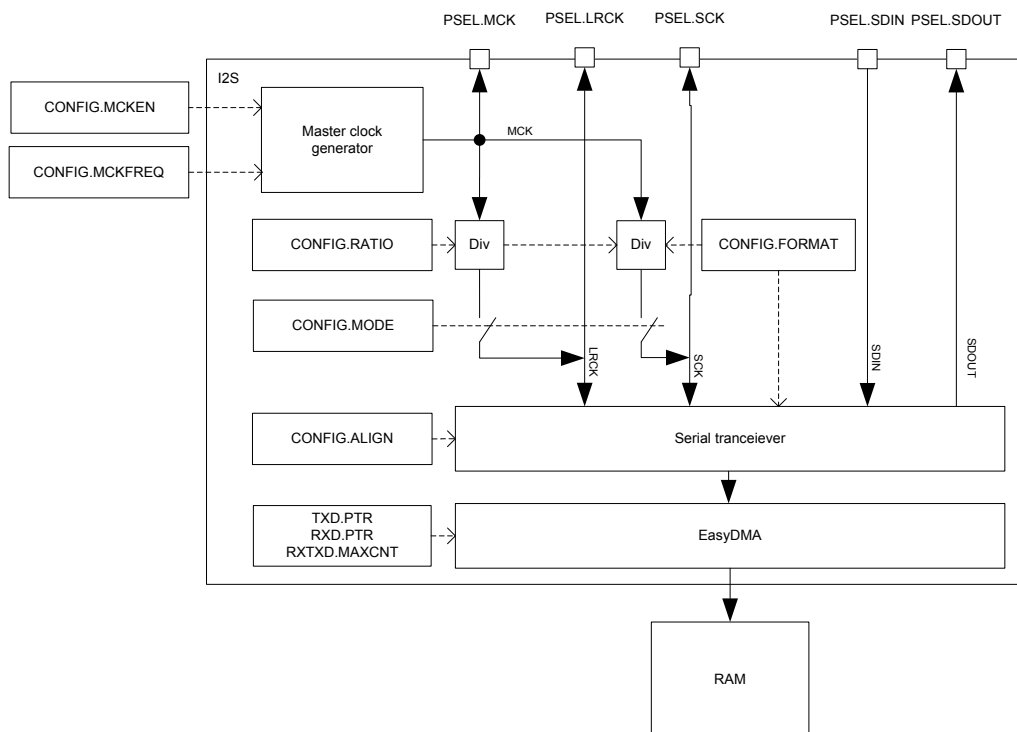 PSEL.MCK
PSEL.LRCK
PSEL.SCK
PSEL.SDIN
PSEL.SDOUT
I2S
CONFIG.MCKEN
Master clock
generator
MCK
CONFIG.MCKFREQ
CONFIG.RATIO
Div
Div
CONFIG.FORMAT
CONFIG.MODE
LRCK
SCK
SDIN
SDOUT
CONFIG.ALIGN
Serial tranceiever
TXD.PTR
RXD.PTR
RXTXD.MAXCNT
EasyDMA
RAM